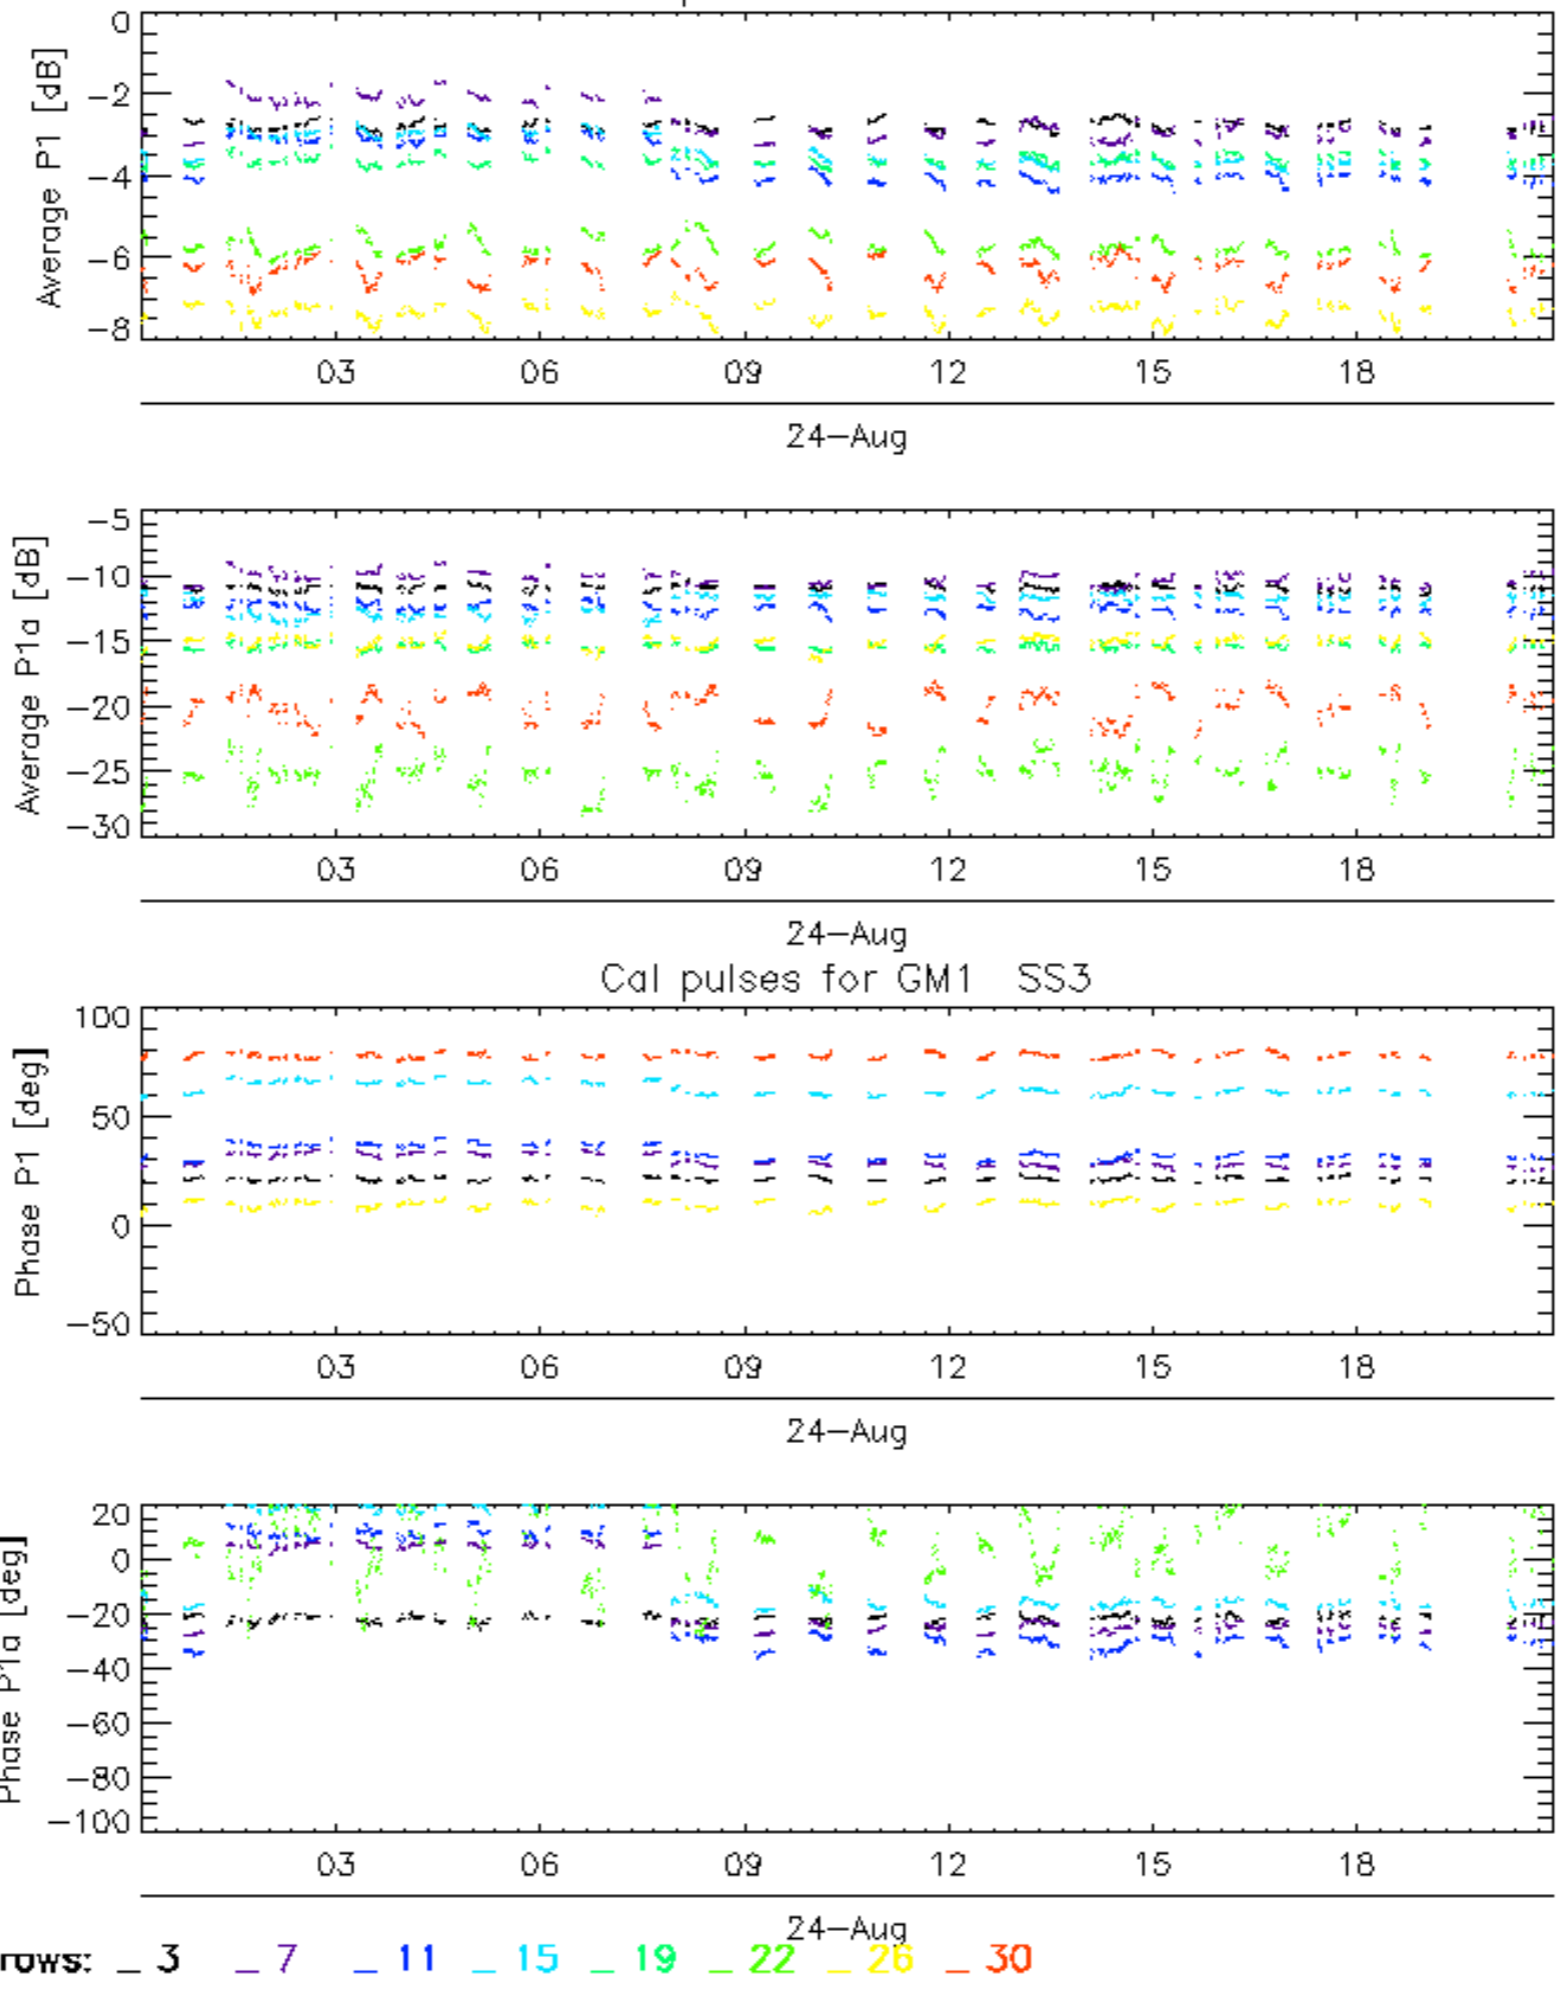 0
-2
-4
-6
-8
Average P1 [dB]
03 06 09 12 15 18
24-Aug
-5
-10
-15
-20
-25
-30
Average P1a [dB]
03 06 09 12 15 18
24-Aug
Cal pulses for GM1 SS3
100
50
0
-50
Phase P1 [deg]
03 06 09 12 15 18
24-Aug
20
0
-20
-40
-60
-80
-100
Phase P1a [deg]
03 06 09 12 15 18
24-Aug
rows: _ 3 _ 7 _ 11 _ 15 _ 19 _ 22 _ 26 _ 30